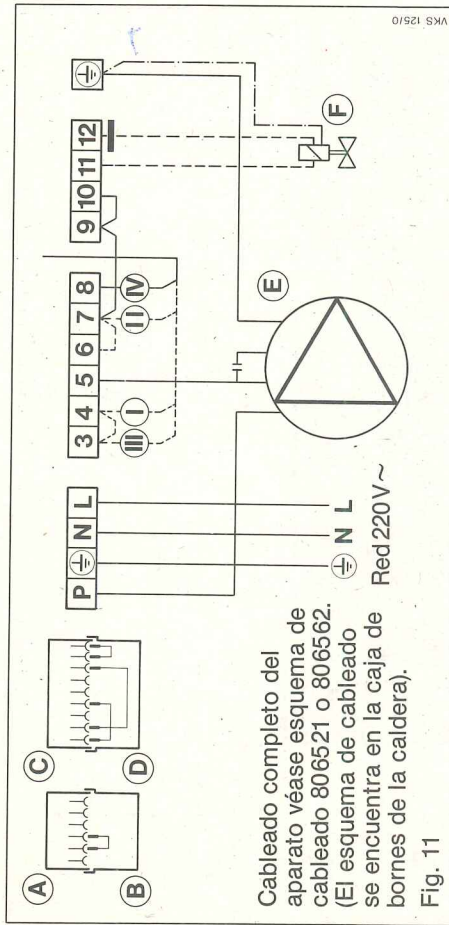 A
C
B
D
P N L
3 4 5 6 7 8
9 10 11 12
III I II IV
E
F
N L
Red 220 V ~
Cableado completo del
aparato véase esquema de
cableado 806521 o 806562.
(El esquema de cableado
se encuentra en la caja de
bornes de la caldera).
Fig. 11
VKS 125/0